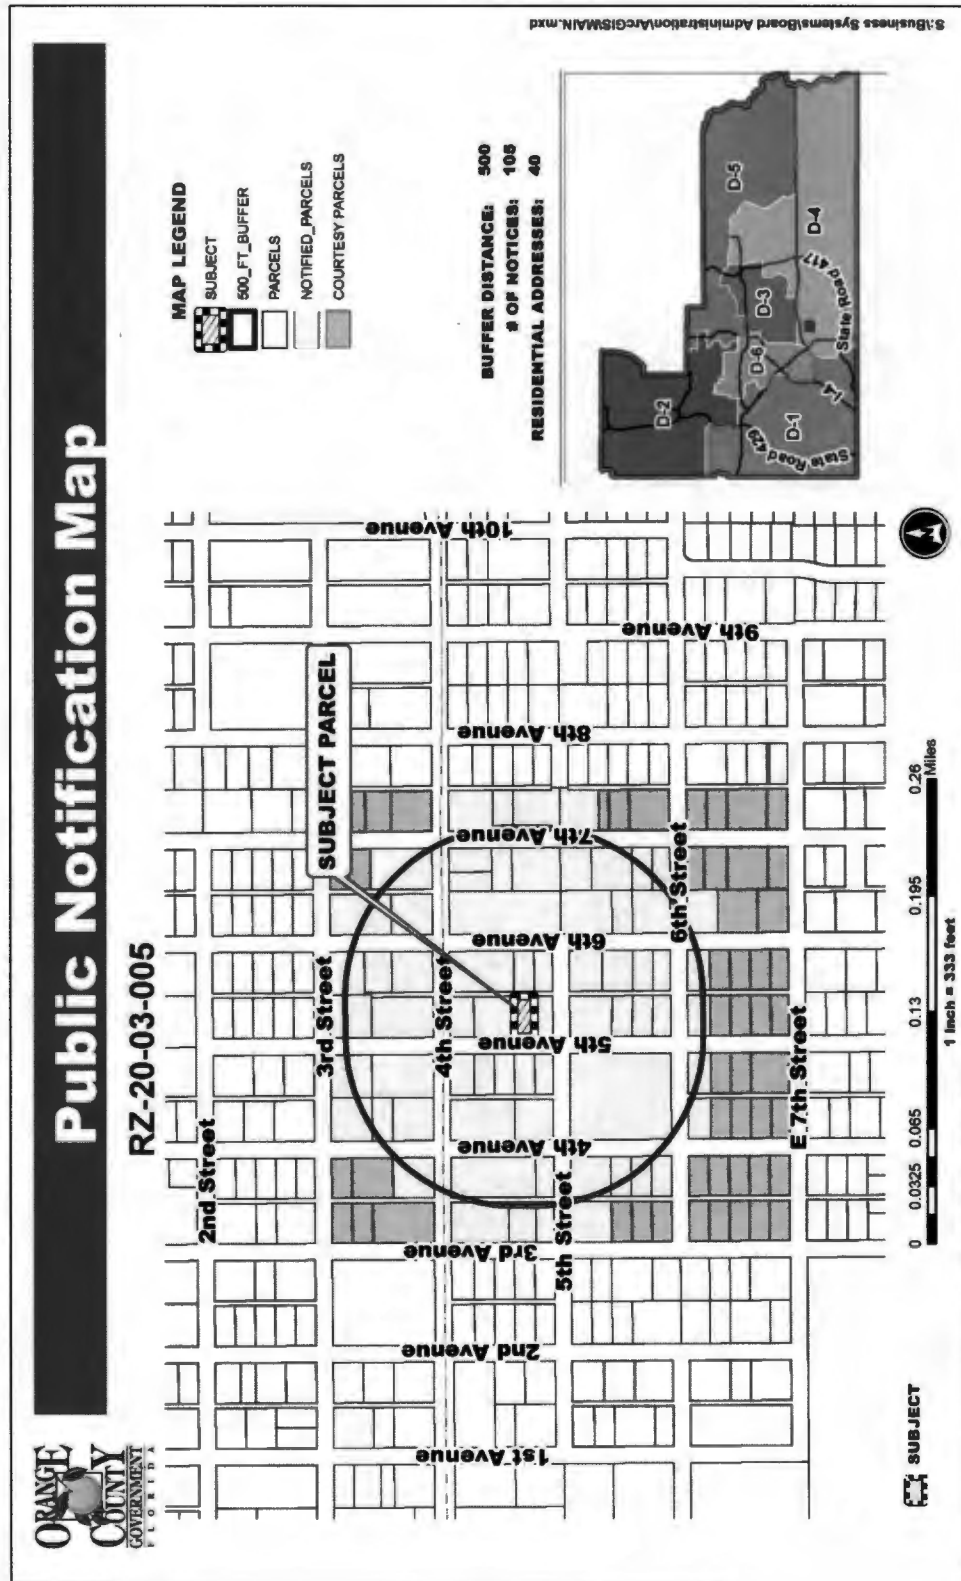 Public Notification Map
ORANGE
COUNTY
GOVERNMENT
FLORIDA
RZ-20-03-005
MAP LEGEND
SUBJECT
500_FT_BUFFER
PARCELS
NOTIFIED_PARCELS
COURTESY PARCELS
BUFFER DISTANCE: 500
# OF NOTICES: 105
RESIDENTIAL ADDRESSES: 40
SUBJECT PARCEL
2nd Street
3rd Street
4th Street
5th Street
6th Street
E 7th Street
1st Avenue
2nd Avenue
3rd Avenue
4th Avenue
5th Avenue
6th Avenue
7th Avenue
8th Avenue
9th Avenue
10th Avenue
D-2
D-5
D-3
D-6
D-4
D-1
State Road 429
I-4
State Road 417
SUBJECT
0 0.0325 0.065 0.13 0.195 0.26
Miles
1 inch = 333 feet
S:\Business Systems\Board Administration\ArcGIS\MAIN.mxd